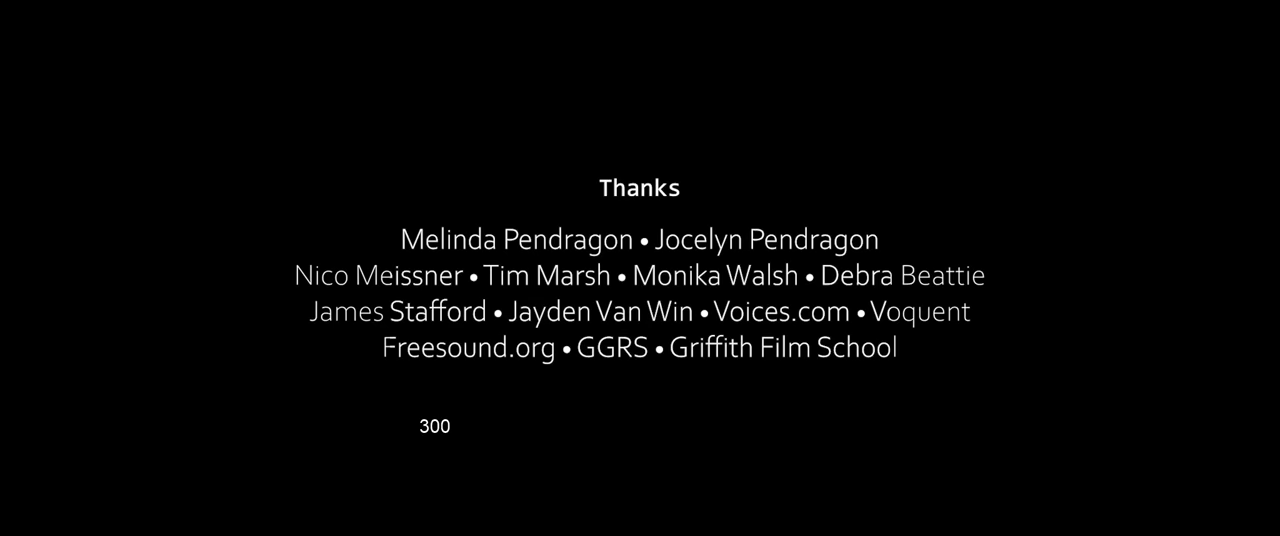 Thanks
Melinda Pendragon • Jocelyn Pendragon
Nico Meissner • Tim Marsh • Monika Walsh • Debra Beattie
James Stafford • Jayden Van Win • Voices.com • Voquent
Freesound.org • GGRS • Griffith Film School
300